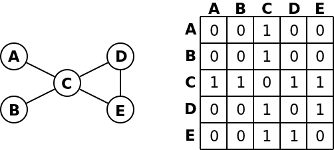 A
B
C
D
E
A B C D E
A 0 0 1 0 0
B 0 0 1 0 0
C 1 1 0 1 1
D 0 0 1 0 1
E 0 0 1 1 0